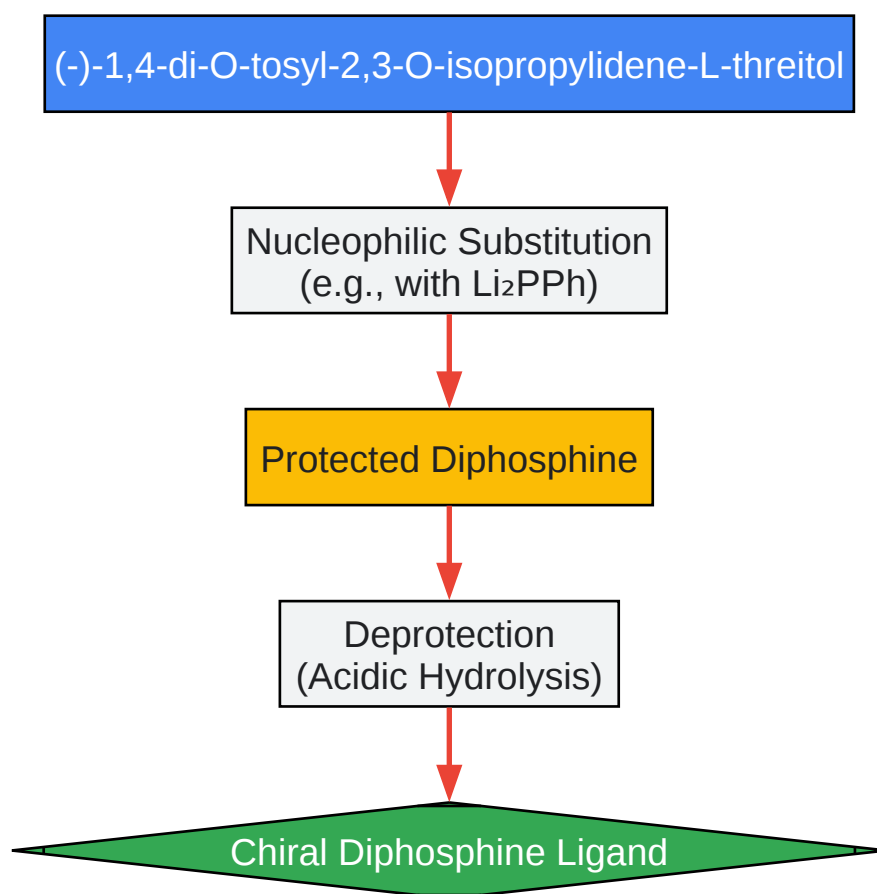 (-)-1,4-di-O-tosyl-2,3-O-isopropylidene-L-threitol
Nucleophilic Substitution
(e.g., with Li₂PPh)
Protected Diphosphine
Deprotection
(Acidic Hydrolysis)
Chiral Diphosphine Ligand